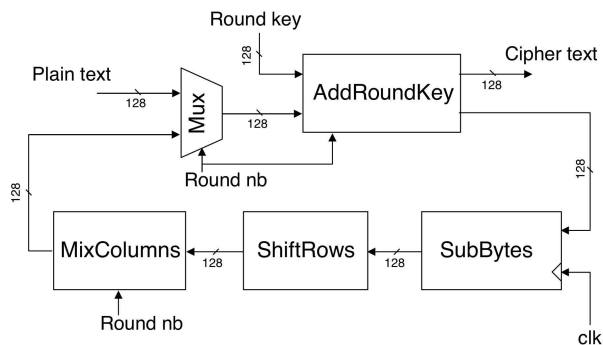 Round key
128
Cipher text
Plain text
128
Mux
128
AddRoundKey
128
Round nb
128
128
MixColumns
128
ShiftRows
128
SubBytes
Round nb
clk